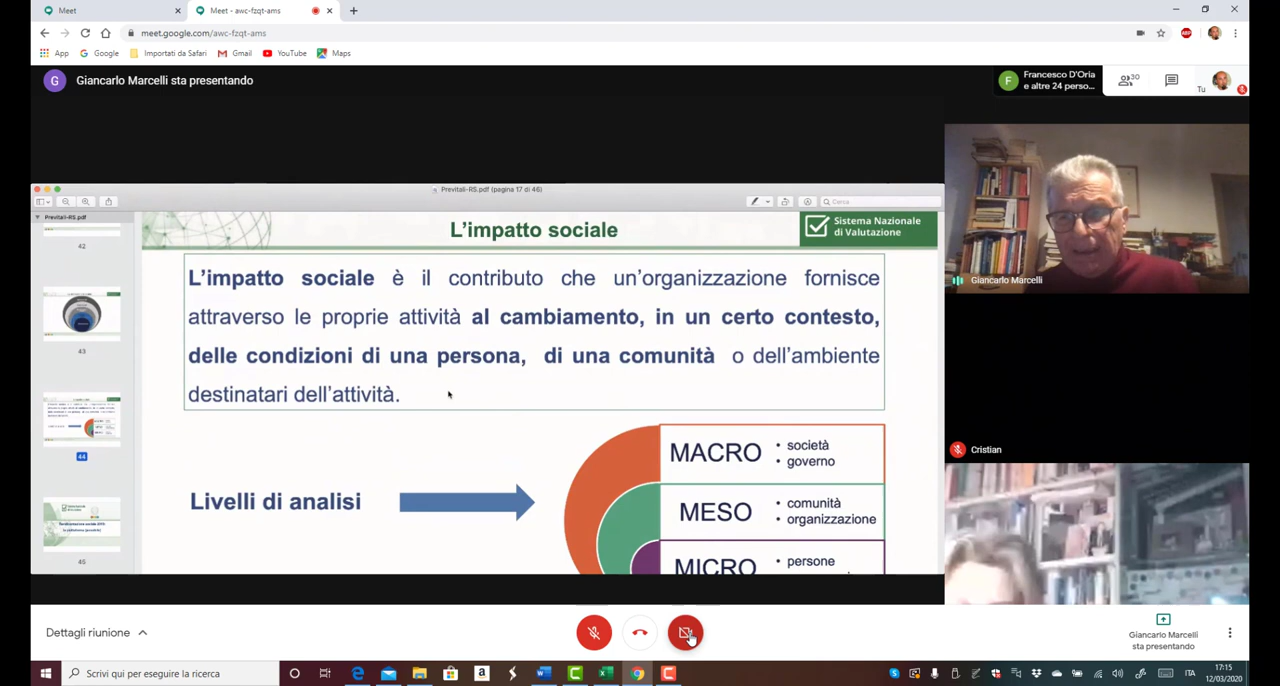 Meet
Meet - awc-fzqt-ams
meet.google.com/awc-fzqt-ams
App
Google
Importati da Safari
Gmail
YouTube
Maps
G
Giancarlo Marcelli sta presentando
F
Francesco D'Oria
e altre 24 perso...
30
Tu
Previtali-RS.pdf (pagina 17 di 46)
Cerca
Previtali-RS.pdf
42
43
44
46
L'impatto sociale
Sistema Nazionale
di Valutazione
L'impatto sociale è il contributo che un'organizzazione fornisce
attraverso le proprie attività al cambiamento, in un certo contesto,
delle condizioni di una persona, di una comunità o dell'ambiente
destinatari dell'attività.
Livelli di analisi
MACRO
• società
• governo
MESO
• comunità
• organizzazione
MICRO
• persone
Giancarlo Marcelli
Cristian
Dettagli riunione
Giancarlo Marcelli
sta presentando
Scrivi qui per eseguire la ricerca
ITA
17:15
12/03/2020